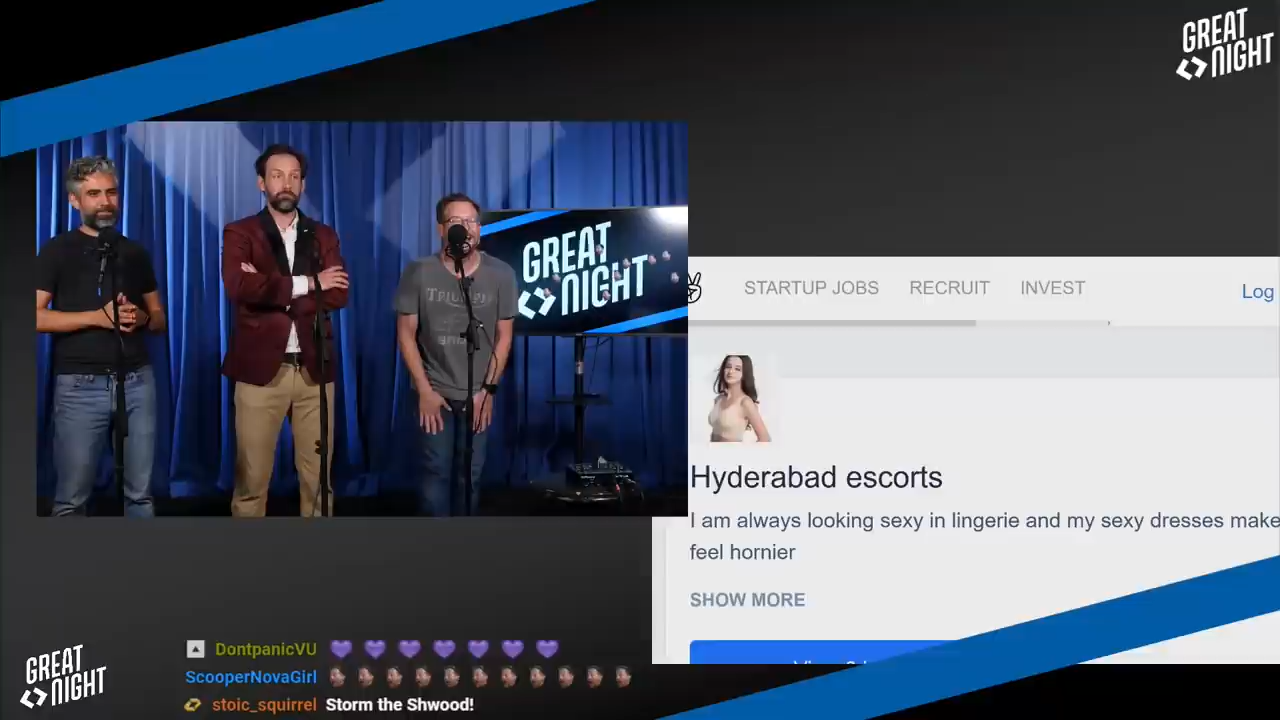 GREAT
NIGHT
GREAT
NIGHT
TRIUMPH
STARTUP JOBS RECRUIT INVEST
Log
Hyderabad escorts
I am always looking sexy in lingerie and my sexy dresses make
feel hornier
SHOW MORE
GREAT
NIGHT
DontpanicVU
ScooperNovaGirl
stoic_squirrel Storm the Shwood!